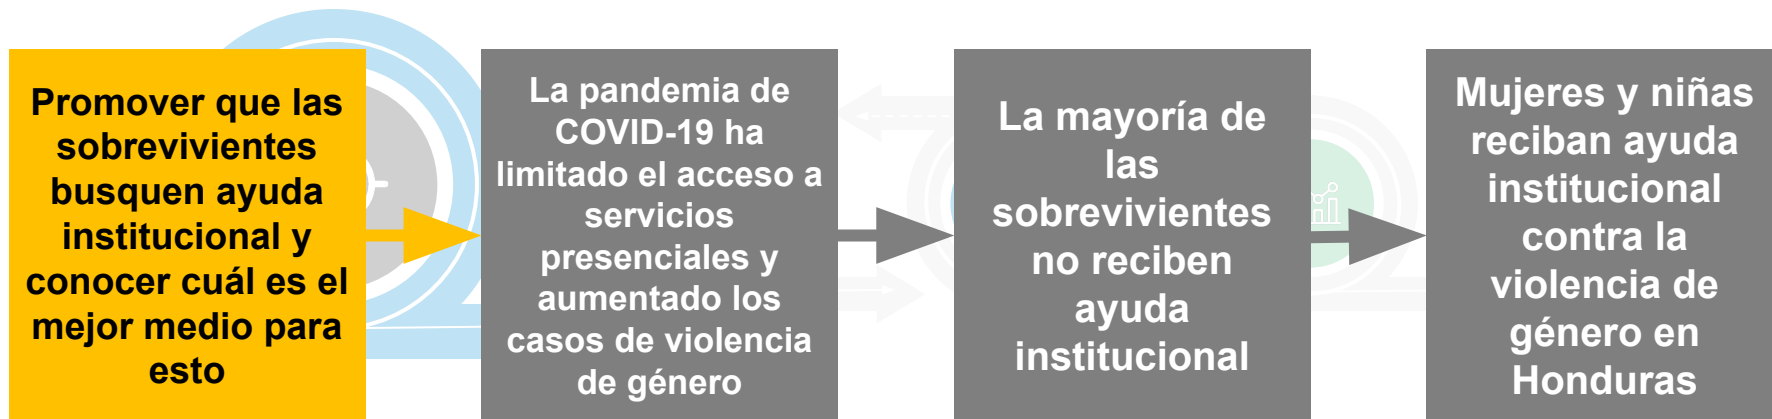 Promover que las
sobrevivientes
busquen ayuda
institucional y
conocer cuál es el
mejor medio para
esto
La pandemia de
COVID-19 ha
limitado el acceso a
servicios
presenciales y
aumentado los
casos de violencia
de género
La mayoría de
las
sobrevivientes
no reciben
ayuda
institucional
Mujeres y niñas
reciban ayuda
institucional
contra la
violencia de
género en
Honduras